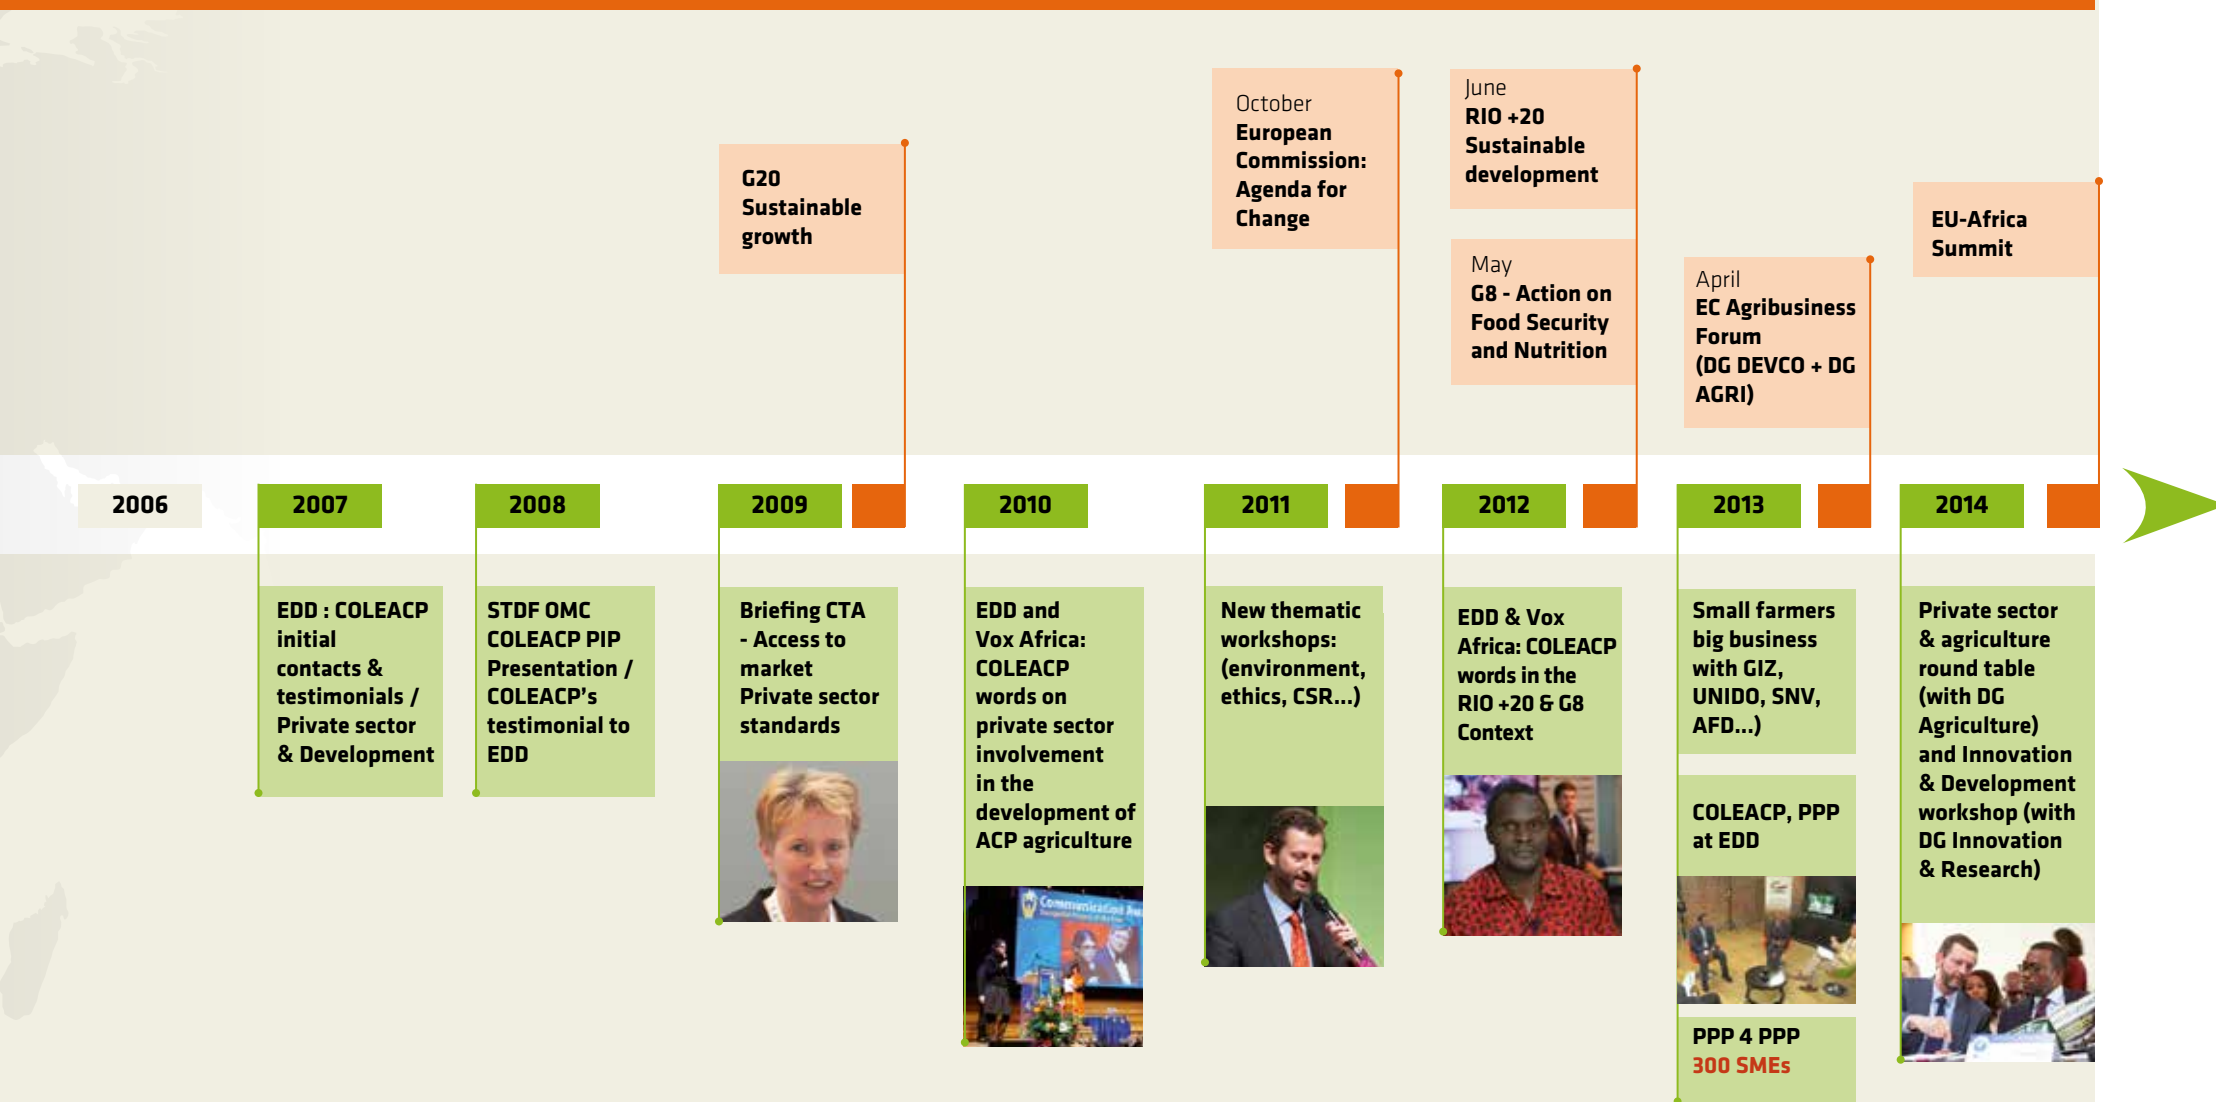 G20
Sustainable
growth
October
European
Commission:
Agenda for
Change
June
RIO +20
Sustainable
development
May
G8 - Action on
Food Security
and Nutrition
April
EC Agribusiness
Forum
(DG DEVCO + DG
AGRI)
EU-Africa
Summit
2006
2007
2008
2009
2010
2011
2012
2013
2014
EDD : COLEACP
initial
contacts &
testimonials /
Private sector
& Development
STDF OMC
COLEACP PIP
Presentation /
COLEACP's
testimonial to
EDD
Briefing CTA
- Access to
market
Private sector
standards
EDD and
Vox Africa:
COLEACP
words on
private sector
involvement
in the
development of
ACP agriculture
Communication
New thematic
workshops:
(environment,
ethics, CSR...)
EDD & Vox
Africa: COLEACP
words in the
RIO +20 & G8
Context
Small farmers
big business
with GIZ,
UNIDO, SNV,
AFD...)
COLEACP, PPP
at EDD
PPP 4 PPP
300 SMEs
Private sector
& agriculture
round table
(with DG
Agriculture)
and Innovation
& Development
workshop (with
DG Innovation
& Research)